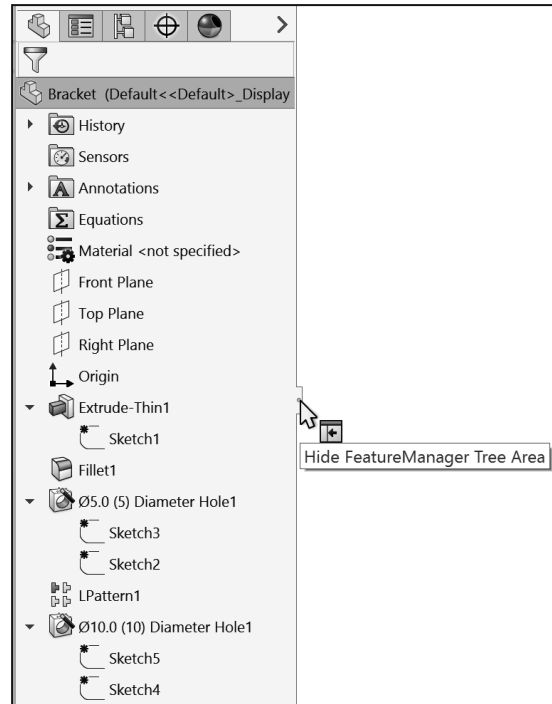 Bracket (Default<<Default>_Display
History
Sensors
Annotations
Equations
Material <not specified>
Front Plane
Top Plane
Right Plane
Origin
Extrude-Thin1
Sketch1
Hide FeatureManager Tree Area
Fillet1
Ø5.0 (5) Diameter Hole1
Sketch3
Sketch2
LPattern1
Ø10.0 (10) Diameter Hole1
Sketch5
Sketch4